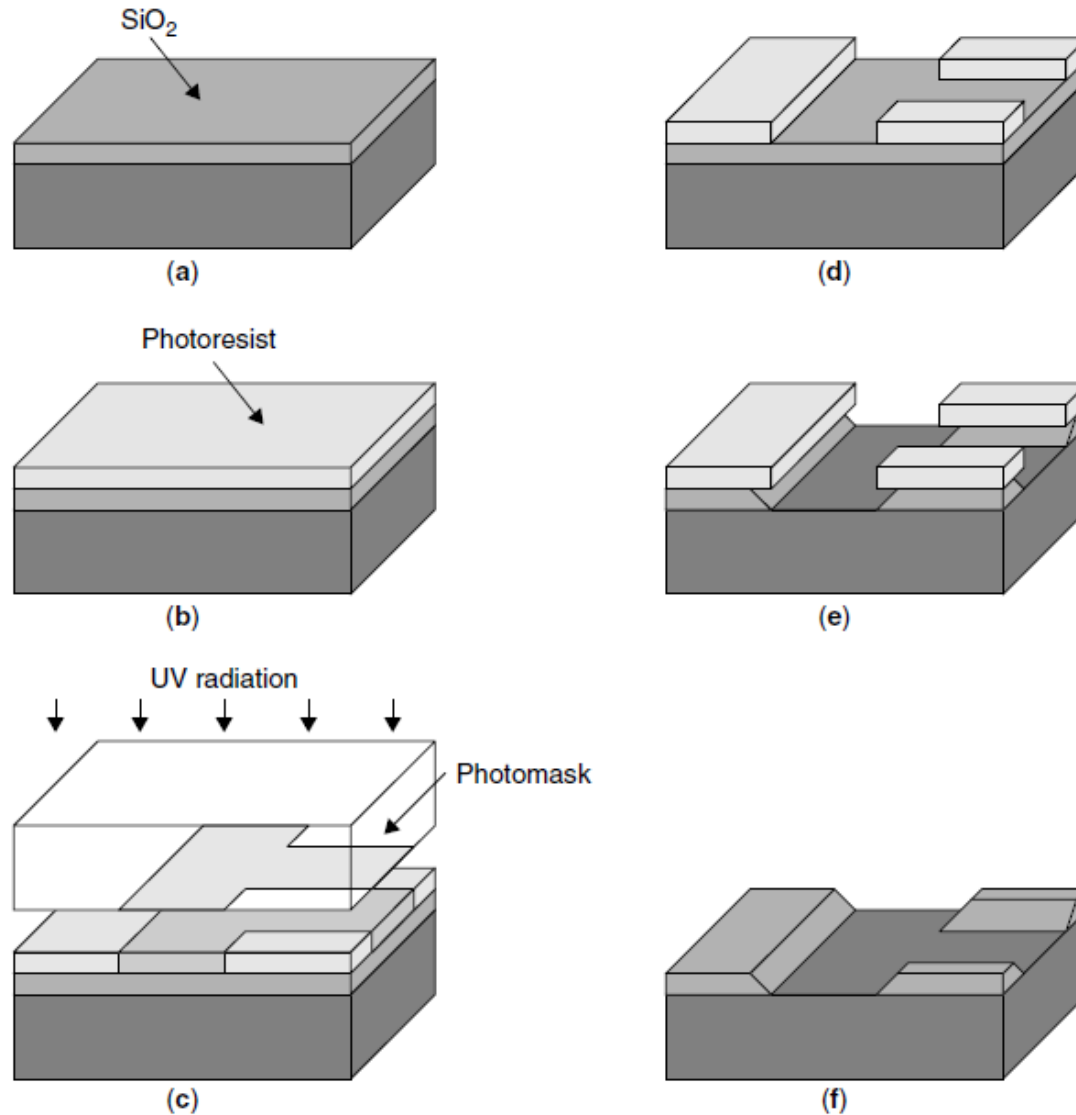 SiO₂
(a)
Photoresist
(b)
UV radiation
Photomask
(c)
(d)
(e)
(f)